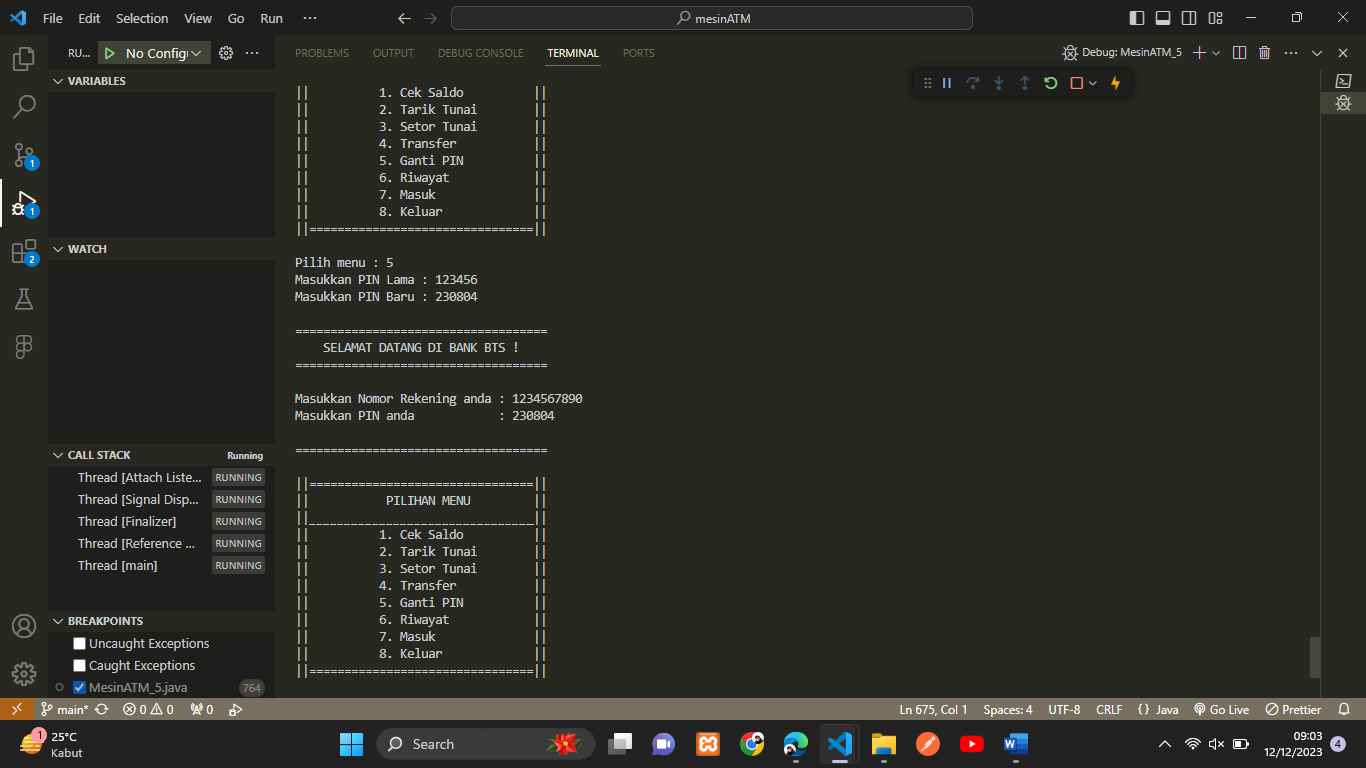 File Edit Selection View Go Run ··· mesinATM
RU... No Config
PROBLEMS OUTPUT DEBUG CONSOLE TERMINAL PORTS
Debug: MesinATM_5
VARIABLES
WATCH
CALL STACK Running
Thread [Attach Liste... RUNNING
Thread [Signal Disp... RUNNING
Thread [Finalizer] RUNNING
Thread [Reference ... RUNNING
Thread [main] RUNNING
BREAKPOINTS
Uncaught Exceptions
Caught Exceptions
MesinATM_5.java 764
1
1
2
|| 1. Cek Saldo ||
|| 2. Tarik Tunai ||
|| 3. Setor Tunai ||
|| 4. Transfer ||
|| 5. Ganti PIN ||
|| 6. Riwayat ||
|| 7. Masuk ||
|| 8. Keluar ||
||================================||
Pilih menu : 5
Masukkan PIN Lama : 123456
Masukkan PIN Baru : 230804
====================================
SELAMAT DATANG DI BANK BTS !
====================================
Masukkan Nomor Rekening anda : 1234567890
Masukkan PIN anda : 230804
====================================
||================================||
|| PILIHAN MENU ||
||________________________________||
|| 1. Cek Saldo ||
|| 2. Tarik Tunai ||
|| 3. Setor Tunai ||
|| 4. Transfer ||
|| 5. Ganti PIN ||
|| 6. Riwayat ||
|| 7. Masuk ||
|| 8. Keluar ||
||================================||
main* 0 0 0 Ln 675, Col 1 Spaces: 4 UTF-8 CRLF {} Java Go Live Prettier
1 25°C
Kabut
Search
09:03
12/12/2023 4